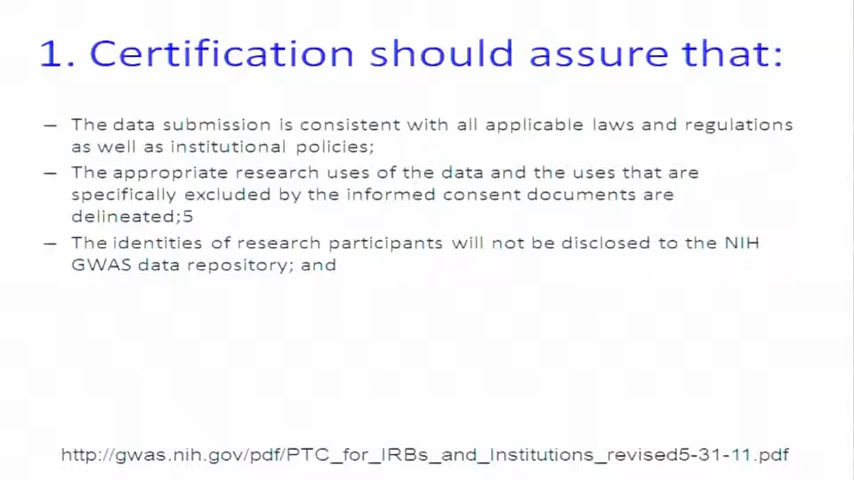 1. Certification should assure that:
– The data submission is consistent with all applicable laws and regulations
as well as institutional policies;
– The appropriate research uses of the data and the uses that are
specifically excluded by the informed consent documents are
delineated;5
– The identities of research participants will not be disclosed to the NIH
GWAS data repository; and
http://gwas.nih.gov/pdf/PTC_for_IRBs_and_Institutions_revised5-31-11.pdf